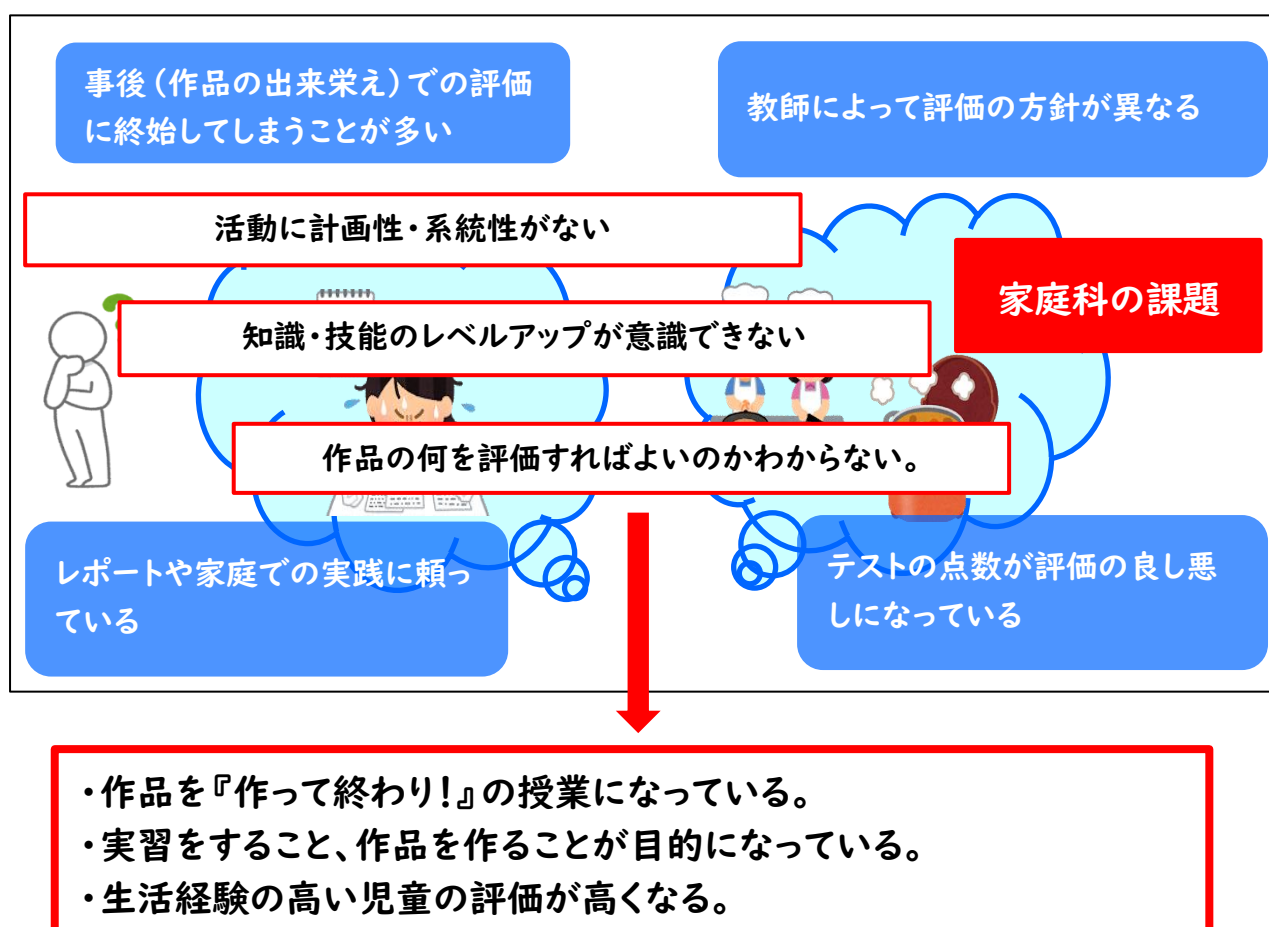 事後(作品の出来栄え)での評価
に終始してしまうことが多い
教師によって評価の方針が異なる
活動に計画性・系統性がない
家庭科の課題
知識・技能のレベルアップが意識できない
作品の何を評価すればよいのかわからない。
レポートや家庭での実践に頼っ
ている
テストの点数が評価の良し悪
しになっている
・作品を『作って終わり!』の授業になっている。
・実習をすること、作品を作ることが目的になっている。
・生活経験の高い児童の評価が高くなる。